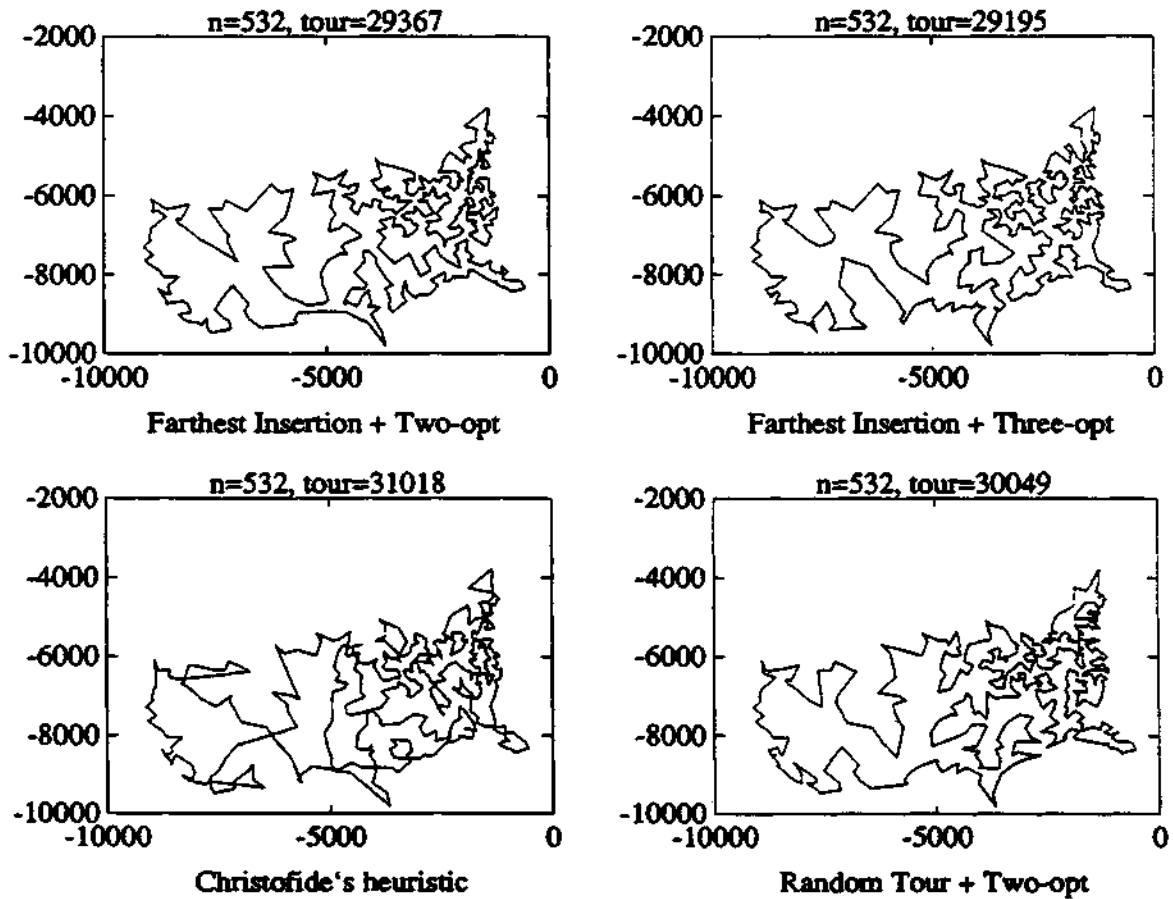 n=532, tour=29367
-2000
-4000
-6000
-8000
-10000
-10000 -5000 0
Farthest Insertion + Two-opt
n=532, tour=29195
-2000
-4000
-6000
-8000
-10000
-10000 -5000 0
Farthest Insertion + Three-opt
n=532, tour=31018
-2000
-4000
-6000
-8000
-10000
-10000 -5000 0
Christofide's heuristic
n=532, tour=30049
-2000
-4000
-6000
-8000
-10000
-10000 -5000 0
Random Tour + Two-opt